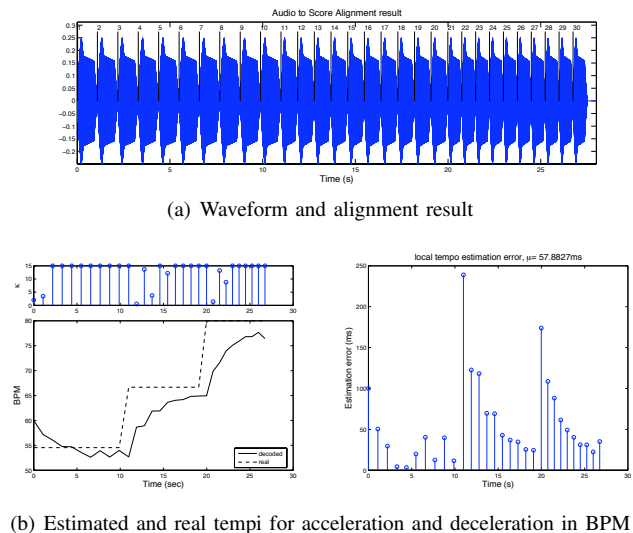 Audio to Score Alignment result
1 2 3 4 5 6 7 8 9 10 11 12 13 14 15 16 17 18 19 20 21 22 23 24 25 26 27 28 29 30
0.3
0.25
0.2
0.15
0.1
0.05
0
−0.05
−0.1
−0.15
−0.2
0 5 10 15 20 25
Time (s)
(a) Waveform and alignment result
κ
15
10
5
0
0 5 10 15 20 25 30
BPM
80
75
70
65
60
55
50
decoded
real
0 5 10 15 20 25 30
Time (sec)
local tempo estimation error, μ= 57.8827ms
Estimation error (ms)
250
200
150
100
50
0
0 5 10 15 20 25 30
Time (s)
(b) Estimated and real tempi for acceleration and deceleration in BPM